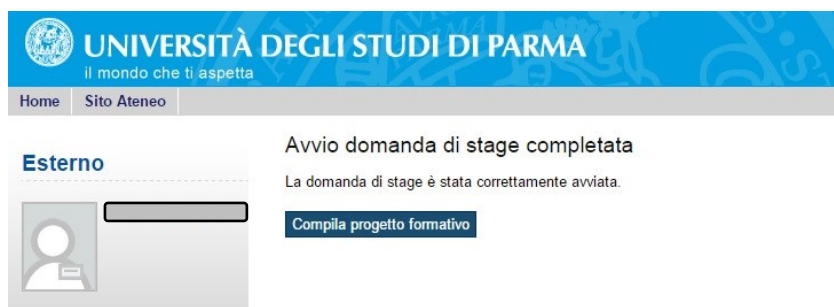 UNIVERSITÀ DEGLI STUDI DI PARMA
il mondo che ti aspetta
Home Sito Ateneo
Esterno
Avvio domanda di stage completata
La domanda di stage è stata correttamente avviata.
Compila progetto formativo